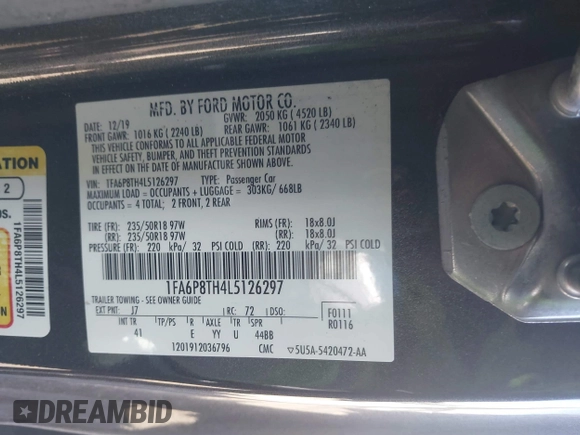 MFD. BY FORD MOTOR CO.
DATE: 12/19 GVWR: 2050 KG ( 4520 LB)
FRONT GAWR: 1016 KG ( 2240 LB) REAR GAWR: 1061 KG ( 2340 LB)
THIS VEHICLE CONFORMS TO ALL APPLICABLE FEDERAL MOTOR
VEHICLE SAFETY, BUMPER, AND THEFT PREVENTION STANDARDS
IN EFFECT ON THE DATE OF MANUFACTURE SHOWN ABOVE.
VIN: 1FA6P8TH4L5126297 TYPE: Passenger Car
MAXIMUM LOAD = OCCUPANTS + LUGGAGE = 303KG/ 668LB
OCCUPANTS = 4 TOTAL; 2 FRONT, 2 REAR
TIRE (FR): 235/50R18 97W RIMS (FR): 18x8.0J
(RR): 235/50R18 97W (RR): 18x8.0J
PRESSURE (FR): 220 kPa/ 32 PSI COLD (RR): 220 kPa/ 32 PSI COLD
1FA6P8TH4L5126297
TRAILER TOWING - SEE OWNER GUIDE
EXT PNT: J7 RC: 72 DSO:
F0111
R0116
INT TR TP/PS R AXLE TR SPR
41 E YY U 44BB
1201912036796 CMC 5U5A-5420472-AA
ATION
2
OS.
1FA6P8TH4L5126297
DREAMBID